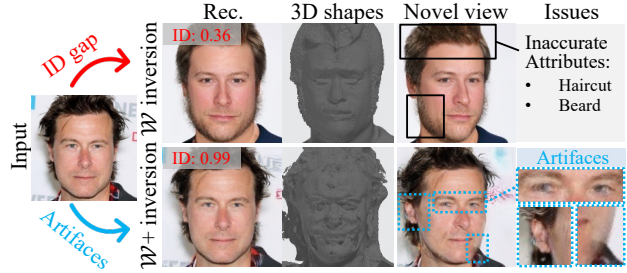 Rec.
3D shapes
Novel view
Issues
ID gap
Input
Artifaces
𝒲 inversion
ID: 0.36
Inaccurate
Attributes:
• Haircut
• Beard
𝒲+ inversion
ID: 0.99
Artifaces